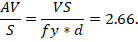 AV/S = VS/(fy * d) = 2.66.